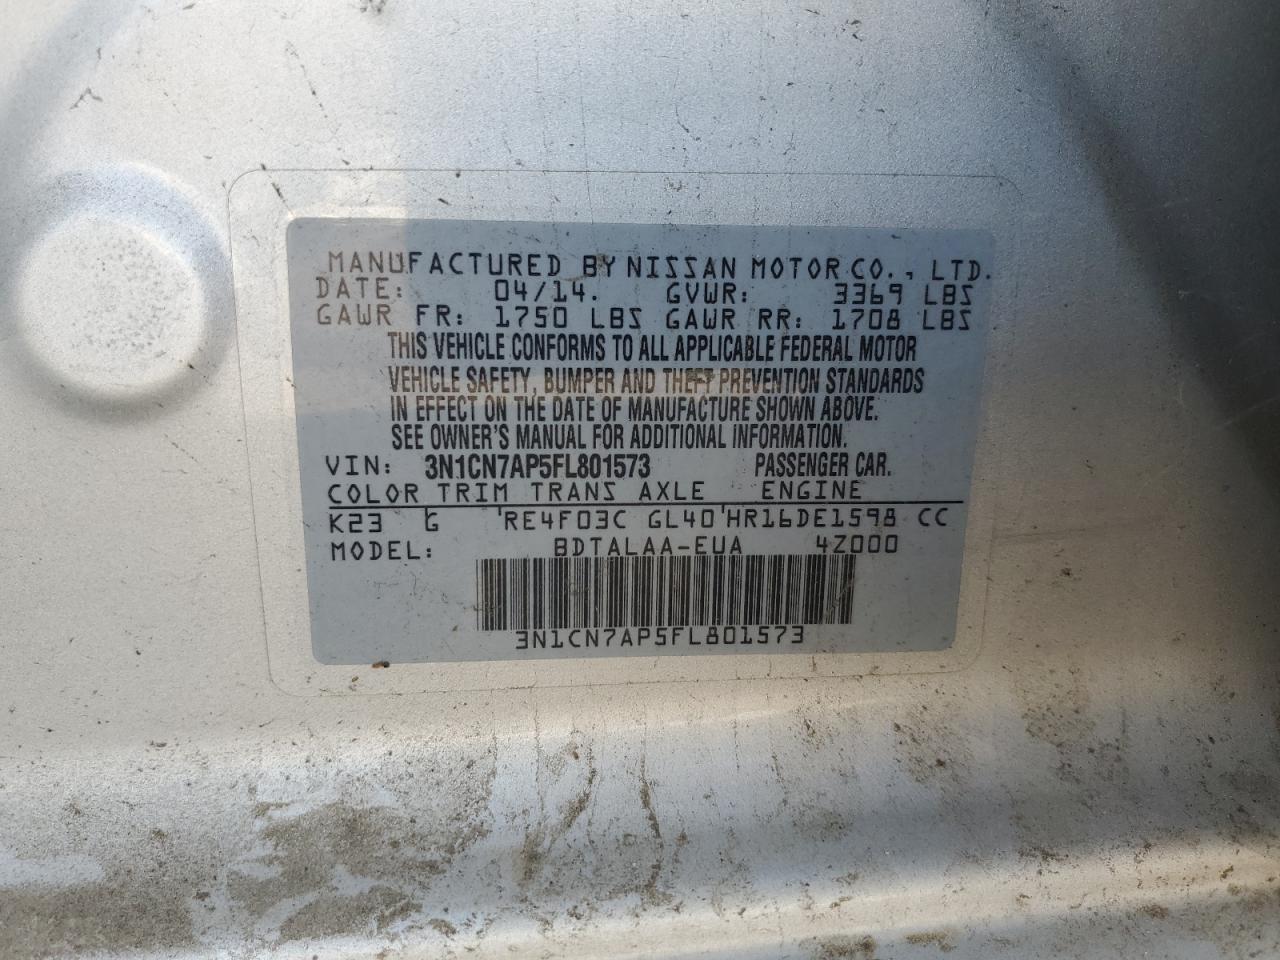 MANUFACTURED BY NISSAN MOTOR CO., LTD.
DATE: 04/14. GVWR: 3369 LBS
GAWR FR: 1750 LBS GAWR RR: 1708 LBS
THIS VEHICLE CONFORMS TO ALL APPLICABLE FEDERAL MOTOR
VEHICLE SAFETY, BUMPER AND THEFT PREVENTION STANDARDS
IN EFFECT ON THE DATE OF MANUFACTURE SHOWN ABOVE.
SEE OWNER'S MANUAL FOR ADDITIONAL INFORMATION.
VIN: 3N1CN7AP5FL801573 PASSENGER CAR.
COLOR TRIM TRANS AXLE ENGINE
K23 G RE4F03C GL40 HR16DE1598 CC
MODEL: BDTALAA-EUA 4Z000
3N1CN7AP5FL801573